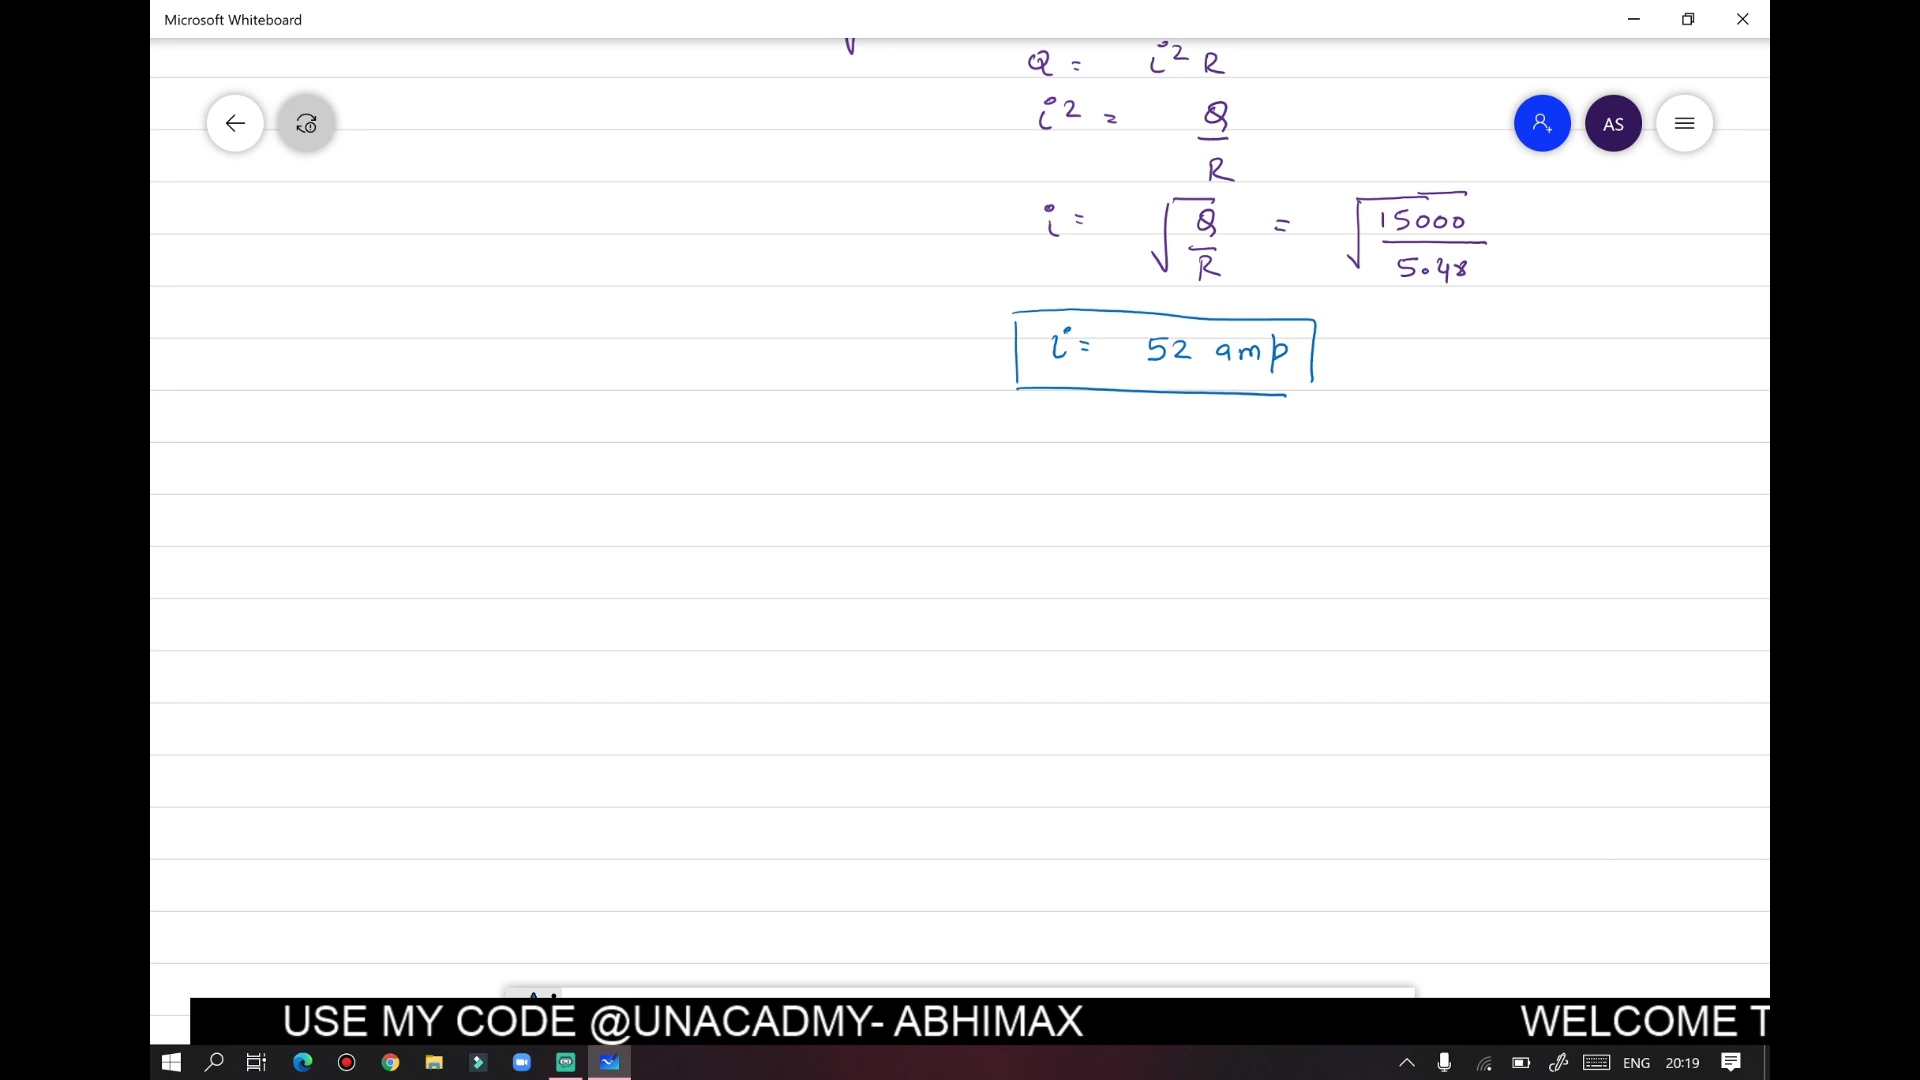 Microsoft Whiteboard
Q = i² R
i² = Q / R
AS
i = √(Q / R) = √(15000 / 5.48)
i = 52 amp
USE MY CODE @UNACADMY- ABHIMAX
WELCOME T
ENG 20:19